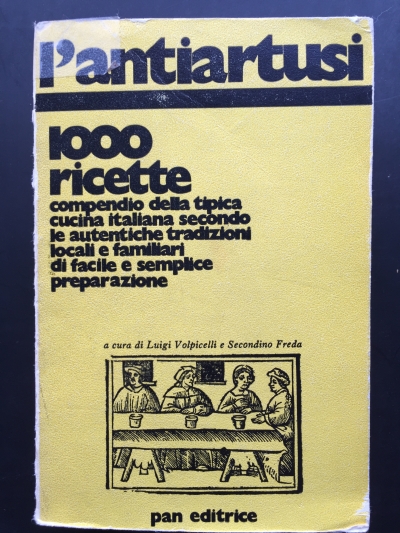 l'antiartusi
1000
ricette
compendio della tipica
cucina italiana secondo
le autentiche tradizioni
locali e familiari
di facile e semplice
preparazione
a cura di Luigi Volpicelli e Secondino Freda
pan editrice